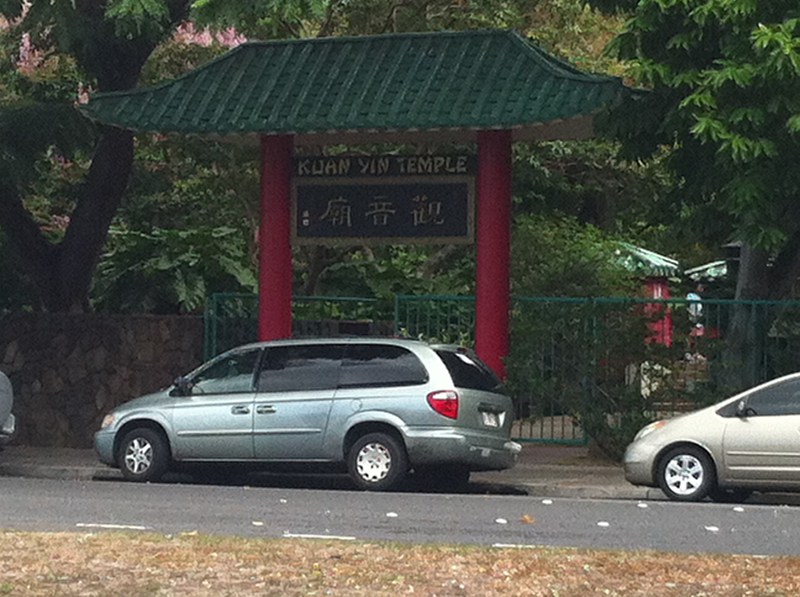 KUAN YIN TEMPLE
廟音觀